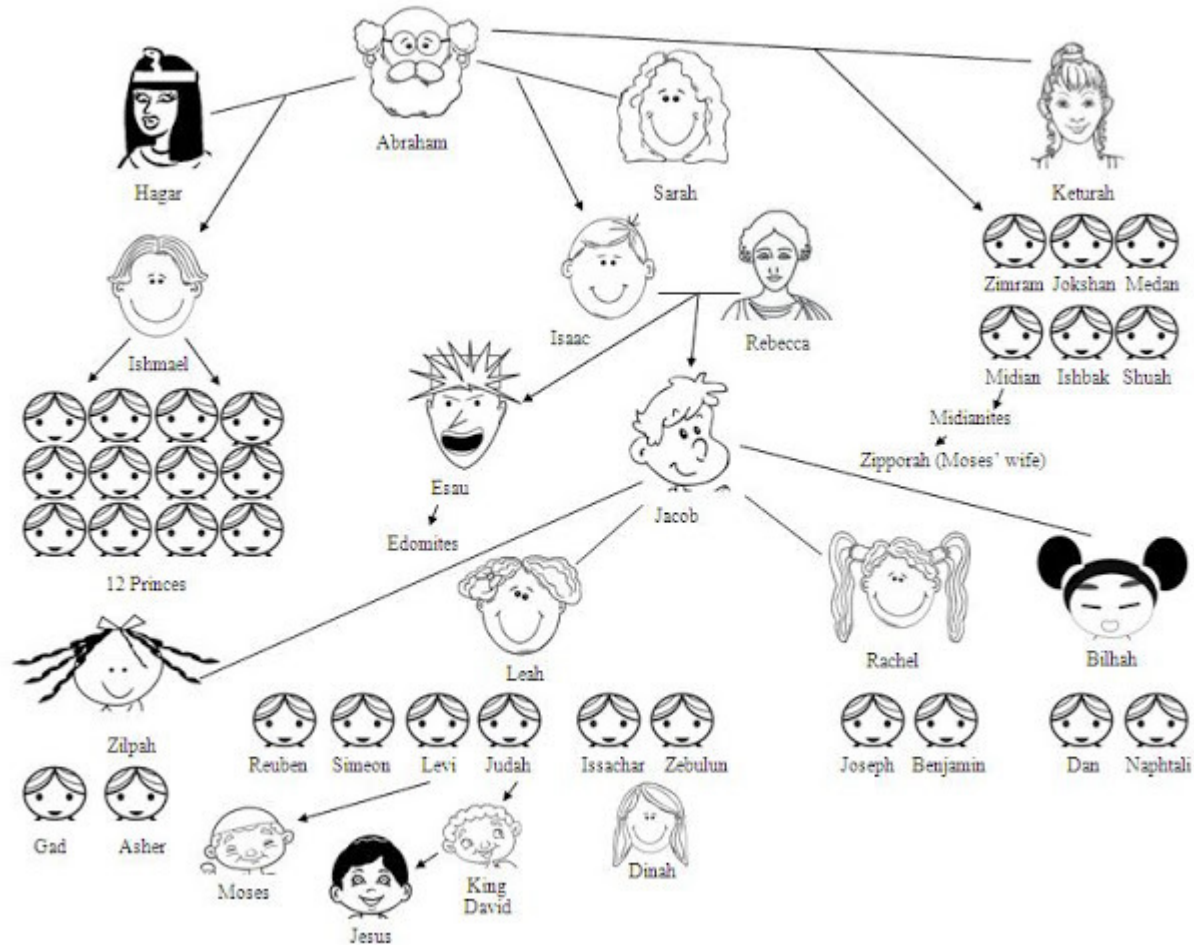 Abraham
Hagar
Sarah
Keturah
Zimram Jokshan Medan
Isaac
Rebecca
Ishmael
Midian Ishbak Shuah
Midianites
Zipporah (Moses' wife)
Esau
Jacob
Edomites
12 Princes
Leah
Rachel
Bilhah
Zilpah
Reuben Simeon Levi Judah Issachar Zebulun
Joseph Benjamin
Dan Naphtali
Gad Asher
Moses
King
David
Dinah
Jesus